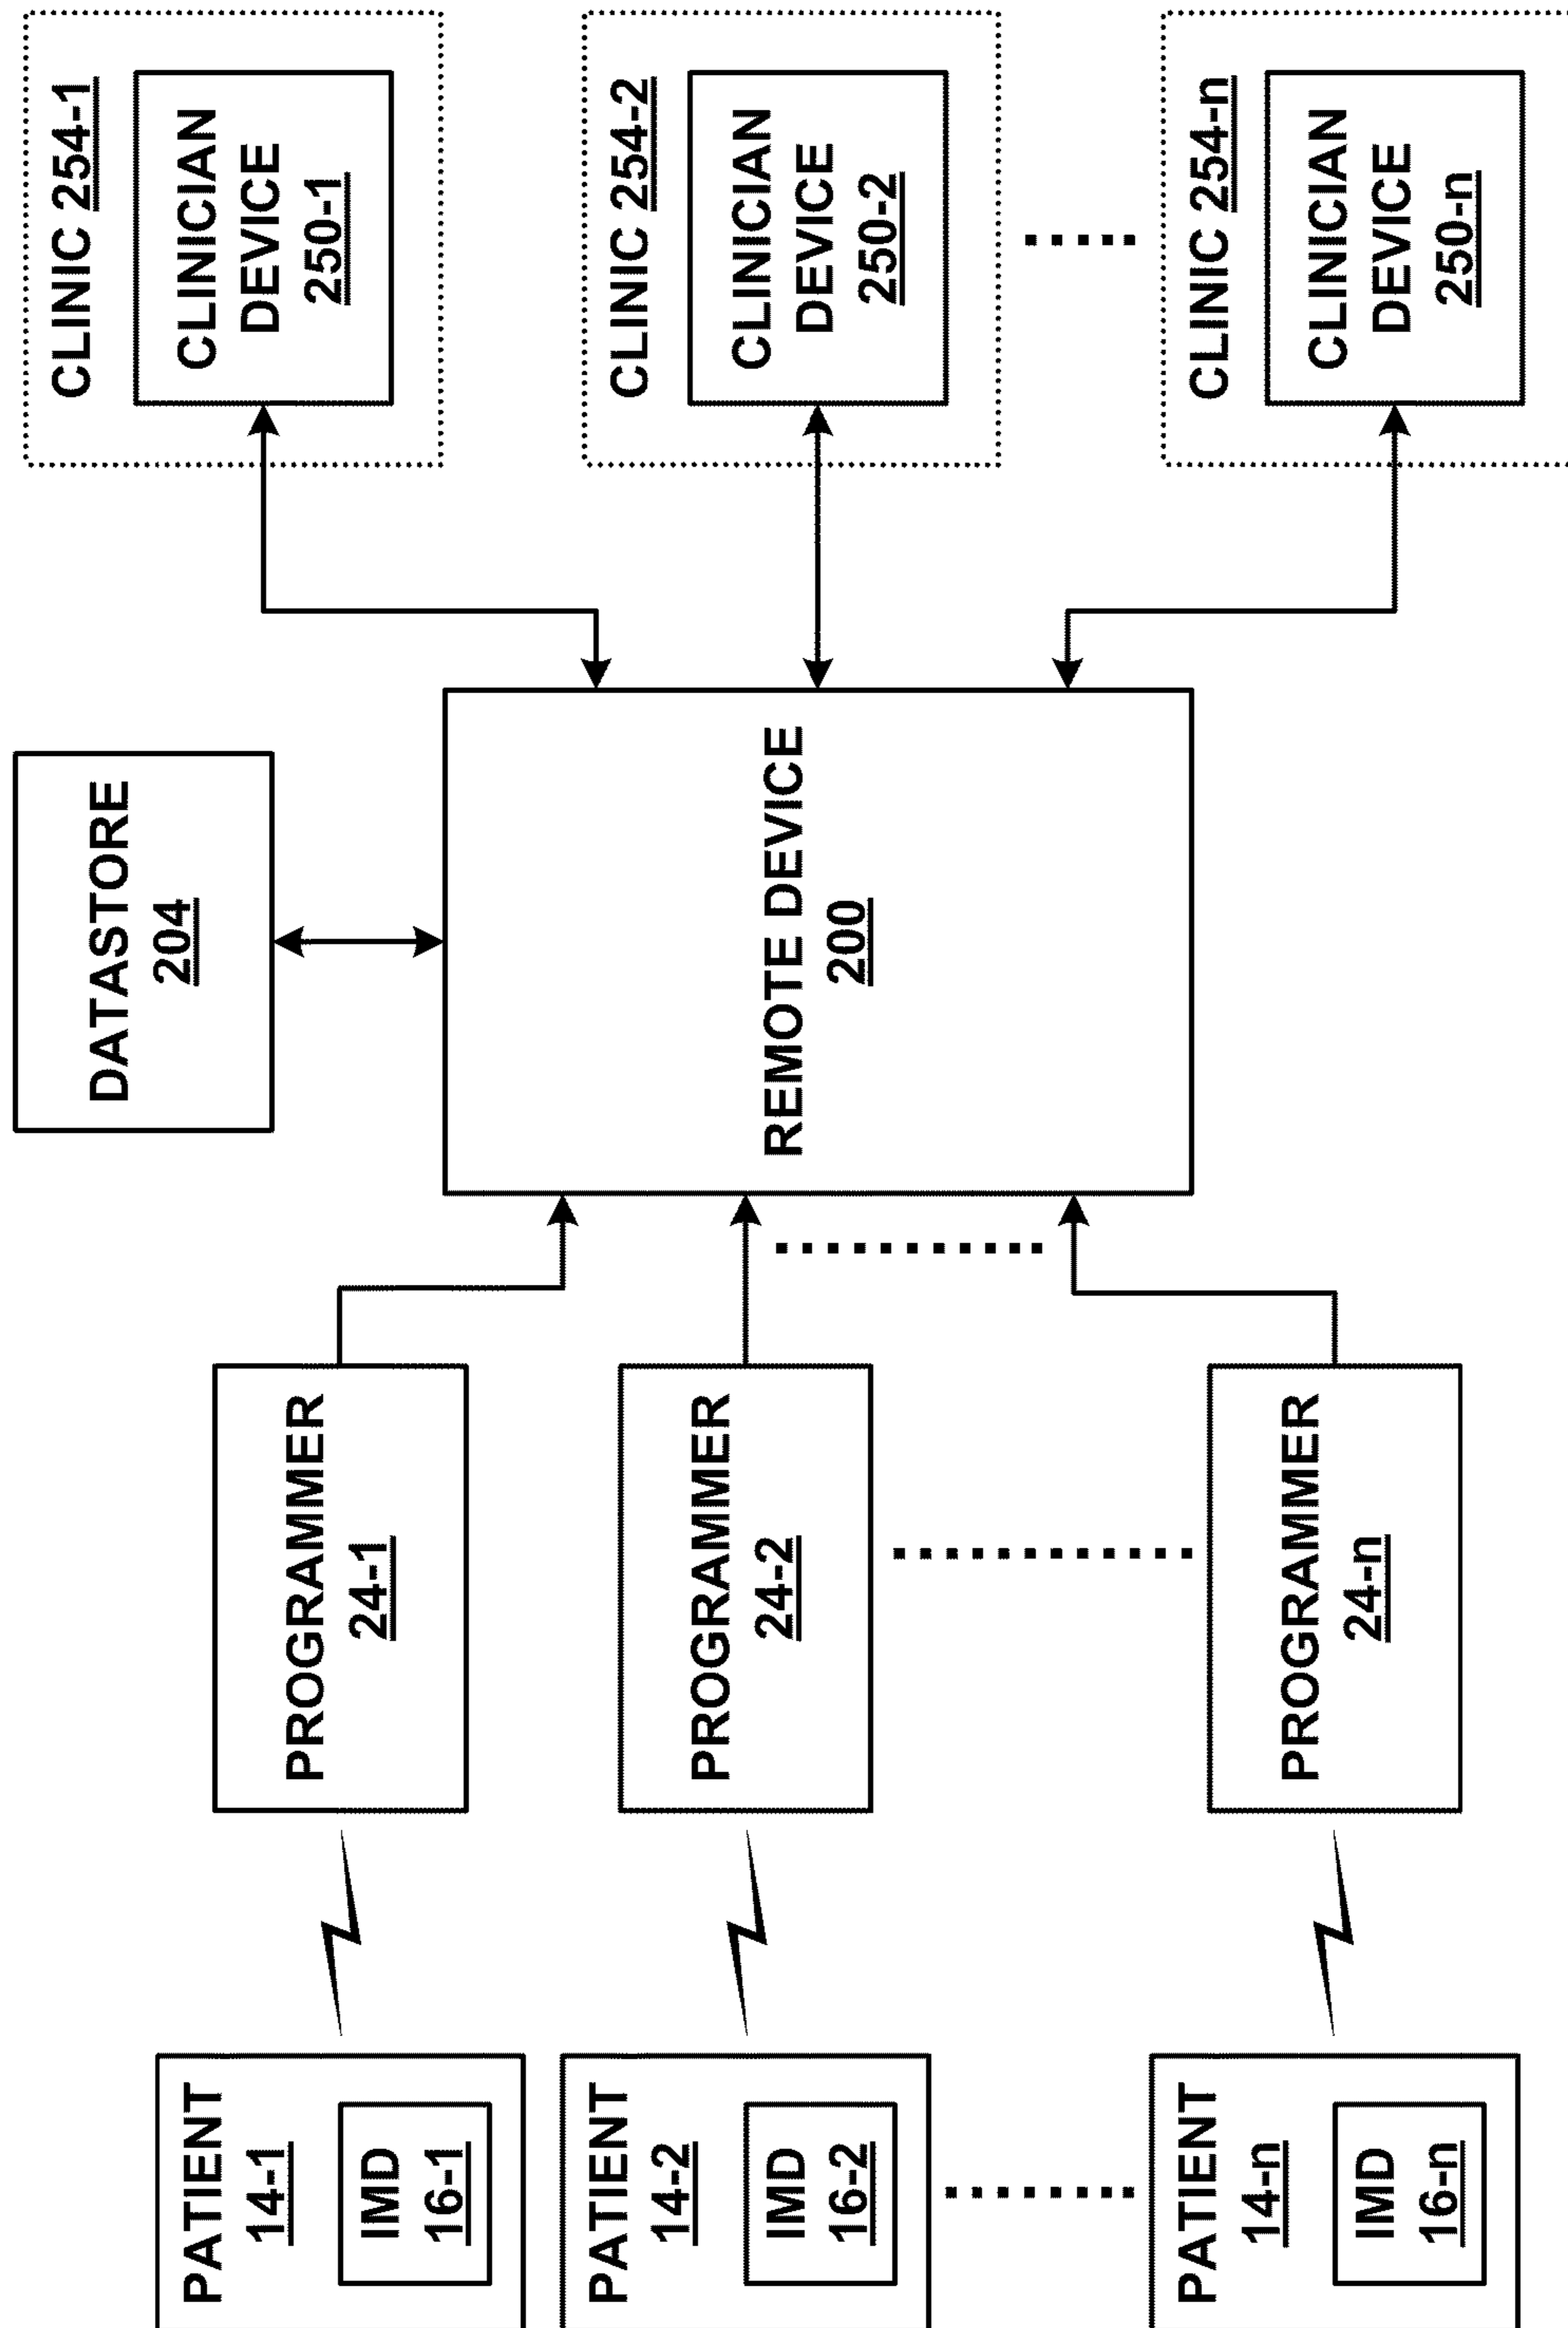 PATIENT
14-1
IMD
16-1
PROGRAMMER
24-1
DATASTORE
204
CLINIC 254-1
CLINICIAN
DEVICE
250-1
PATIENT
14-2
IMD
16-2
PROGRAMMER
24-2
REMOTE DEVICE
200
CLINIC 254-2
CLINICIAN
DEVICE
250-2
PATIENT
14-n
IMD
16-n
PROGRAMMER
24-n
CLINIC 254-n
CLINICIAN
DEVICE
250-n